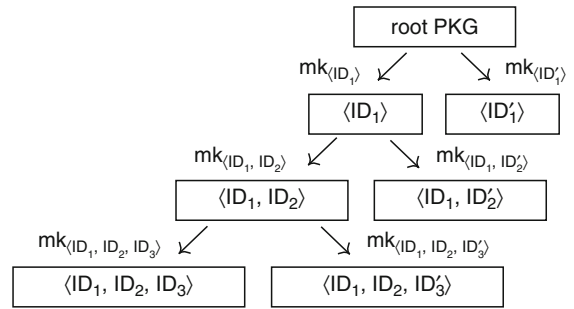 root PKG
mk⟨ID₁⟩ mk⟨ID′₁⟩
⟨ID₁⟩ ⟨ID′₁⟩
mk⟨ID₁, ID₂⟩ mk⟨ID₁, ID′₂⟩
⟨ID₁, ID₂⟩ ⟨ID₁, ID′₂⟩
mk⟨ID₁, ID₂, ID₃⟩ mk⟨ID₁, ID₂, ID′₃⟩
⟨ID₁, ID₂, ID₃⟩ ⟨ID₁, ID₂, ID′₃⟩